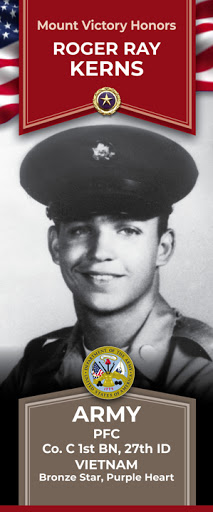 Mount Victory Honors
ROGER RAY
KERNS
ARMY
PFC
Co. C 1st BN, 27th ID
VIETNAM
Bronze Star, Purple Heart